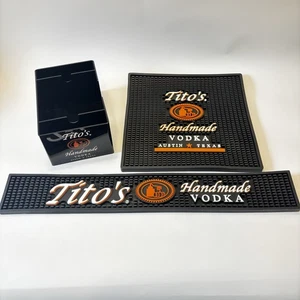 Tito's
Handmade
VODKA
Tito's.
Handmade
VODKA
AUSTIN ★ TEXAS
Tito's.
Handmade
VODKA